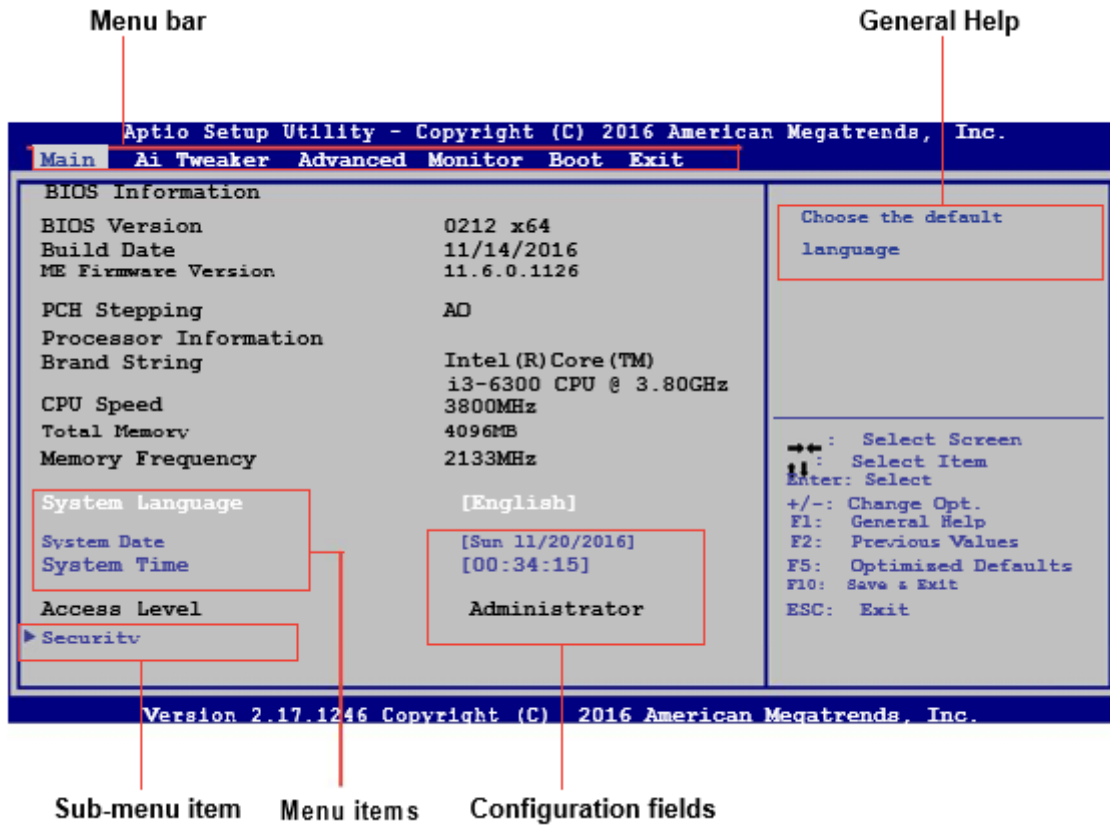 Menu bar
General Help
Aptio Setup Utility - Copyright (C) 2016 American Megatrends, Inc.
Main Ai Tweaker Advanced Monitor Boot Exit
BIOS Information
BIOS Version 0212 x64
Build Date 11/14/2016
ME Firmware Version 11.6.0.1126
PCH Stepping AO
Processor Information
Brand String Intel(R)Core(TM)
i3-6300 CPU @ 3.80GHz
CPU Speed 3800MHz
Total Memory 4096MB
Memory Frequency 2133MHz
System Language [English]
System Date [Sun 11/20/2016]
System Time [00:34:15]
Access Level Administrator
Security
Choose the default
language
→←: Select Screen
↑↓: Select Item
Enter: Select
+/-: Change Opt.
F1: General Help
F2: Previous Values
F5: Optimized Defaults
F10: Save & Exit
ESC: Exit
Version 2.17.1246 Copyright (C) 2016 American Megatrends, Inc.
Sub-menu item
Menu items
Configuration fields